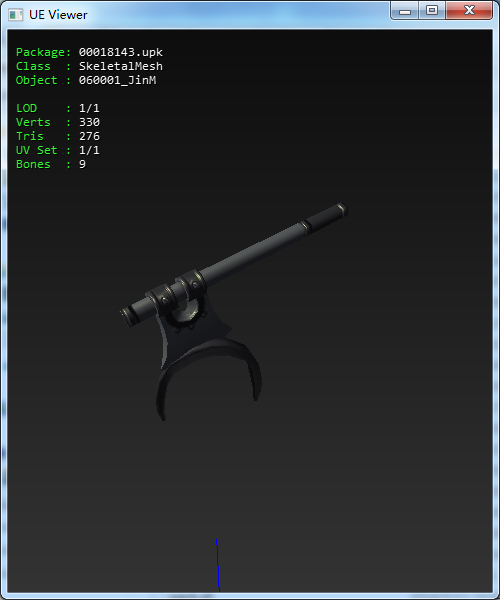 UE Viewer
Package: 00018143.upk
Class  : SkeletalMesh
Object : 060001_JinM
LOD    : 1/1
Verts  : 330
Tris   : 276
UV Set : 1/1
Bones  : 9